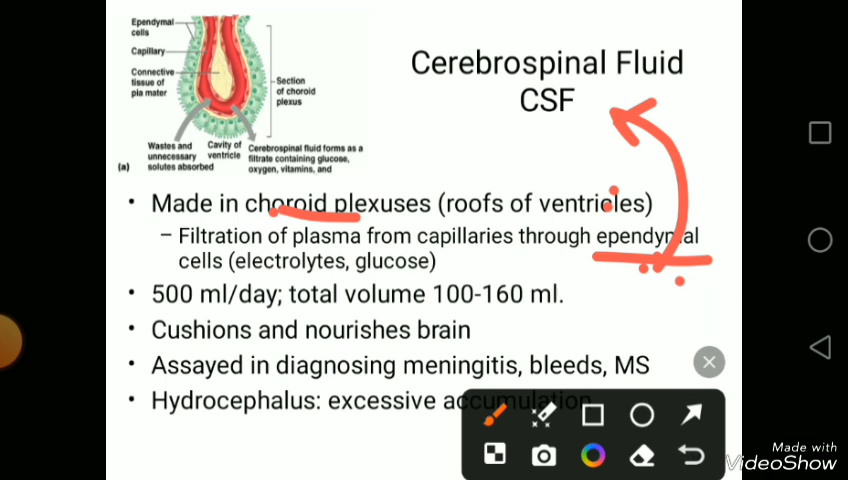 Ependymal
cells
Capillary
Connective
tissue of
pia mater
Section
of choroid
plexus
Wastes and
unnecessary
solutes absorbed
Cavity of
ventricle
Cerebrospinal fluid forms as a
filtrate containing glucose,
oxygen, vitamins, and
(a)
Cerebrospinal Fluid
CSF
• Made in choroid plexuses (roofs of ventricles)
– Filtration of plasma from capillaries through ependymal
cells (electrolytes, glucose)
• 500 ml/day; total volume 100-160 ml.
• Cushions and nourishes brain
• Assayed in diagnosing meningitis, bleeds, MS
• Hydrocephalus: excessive accumulation
Made with
VideoShow